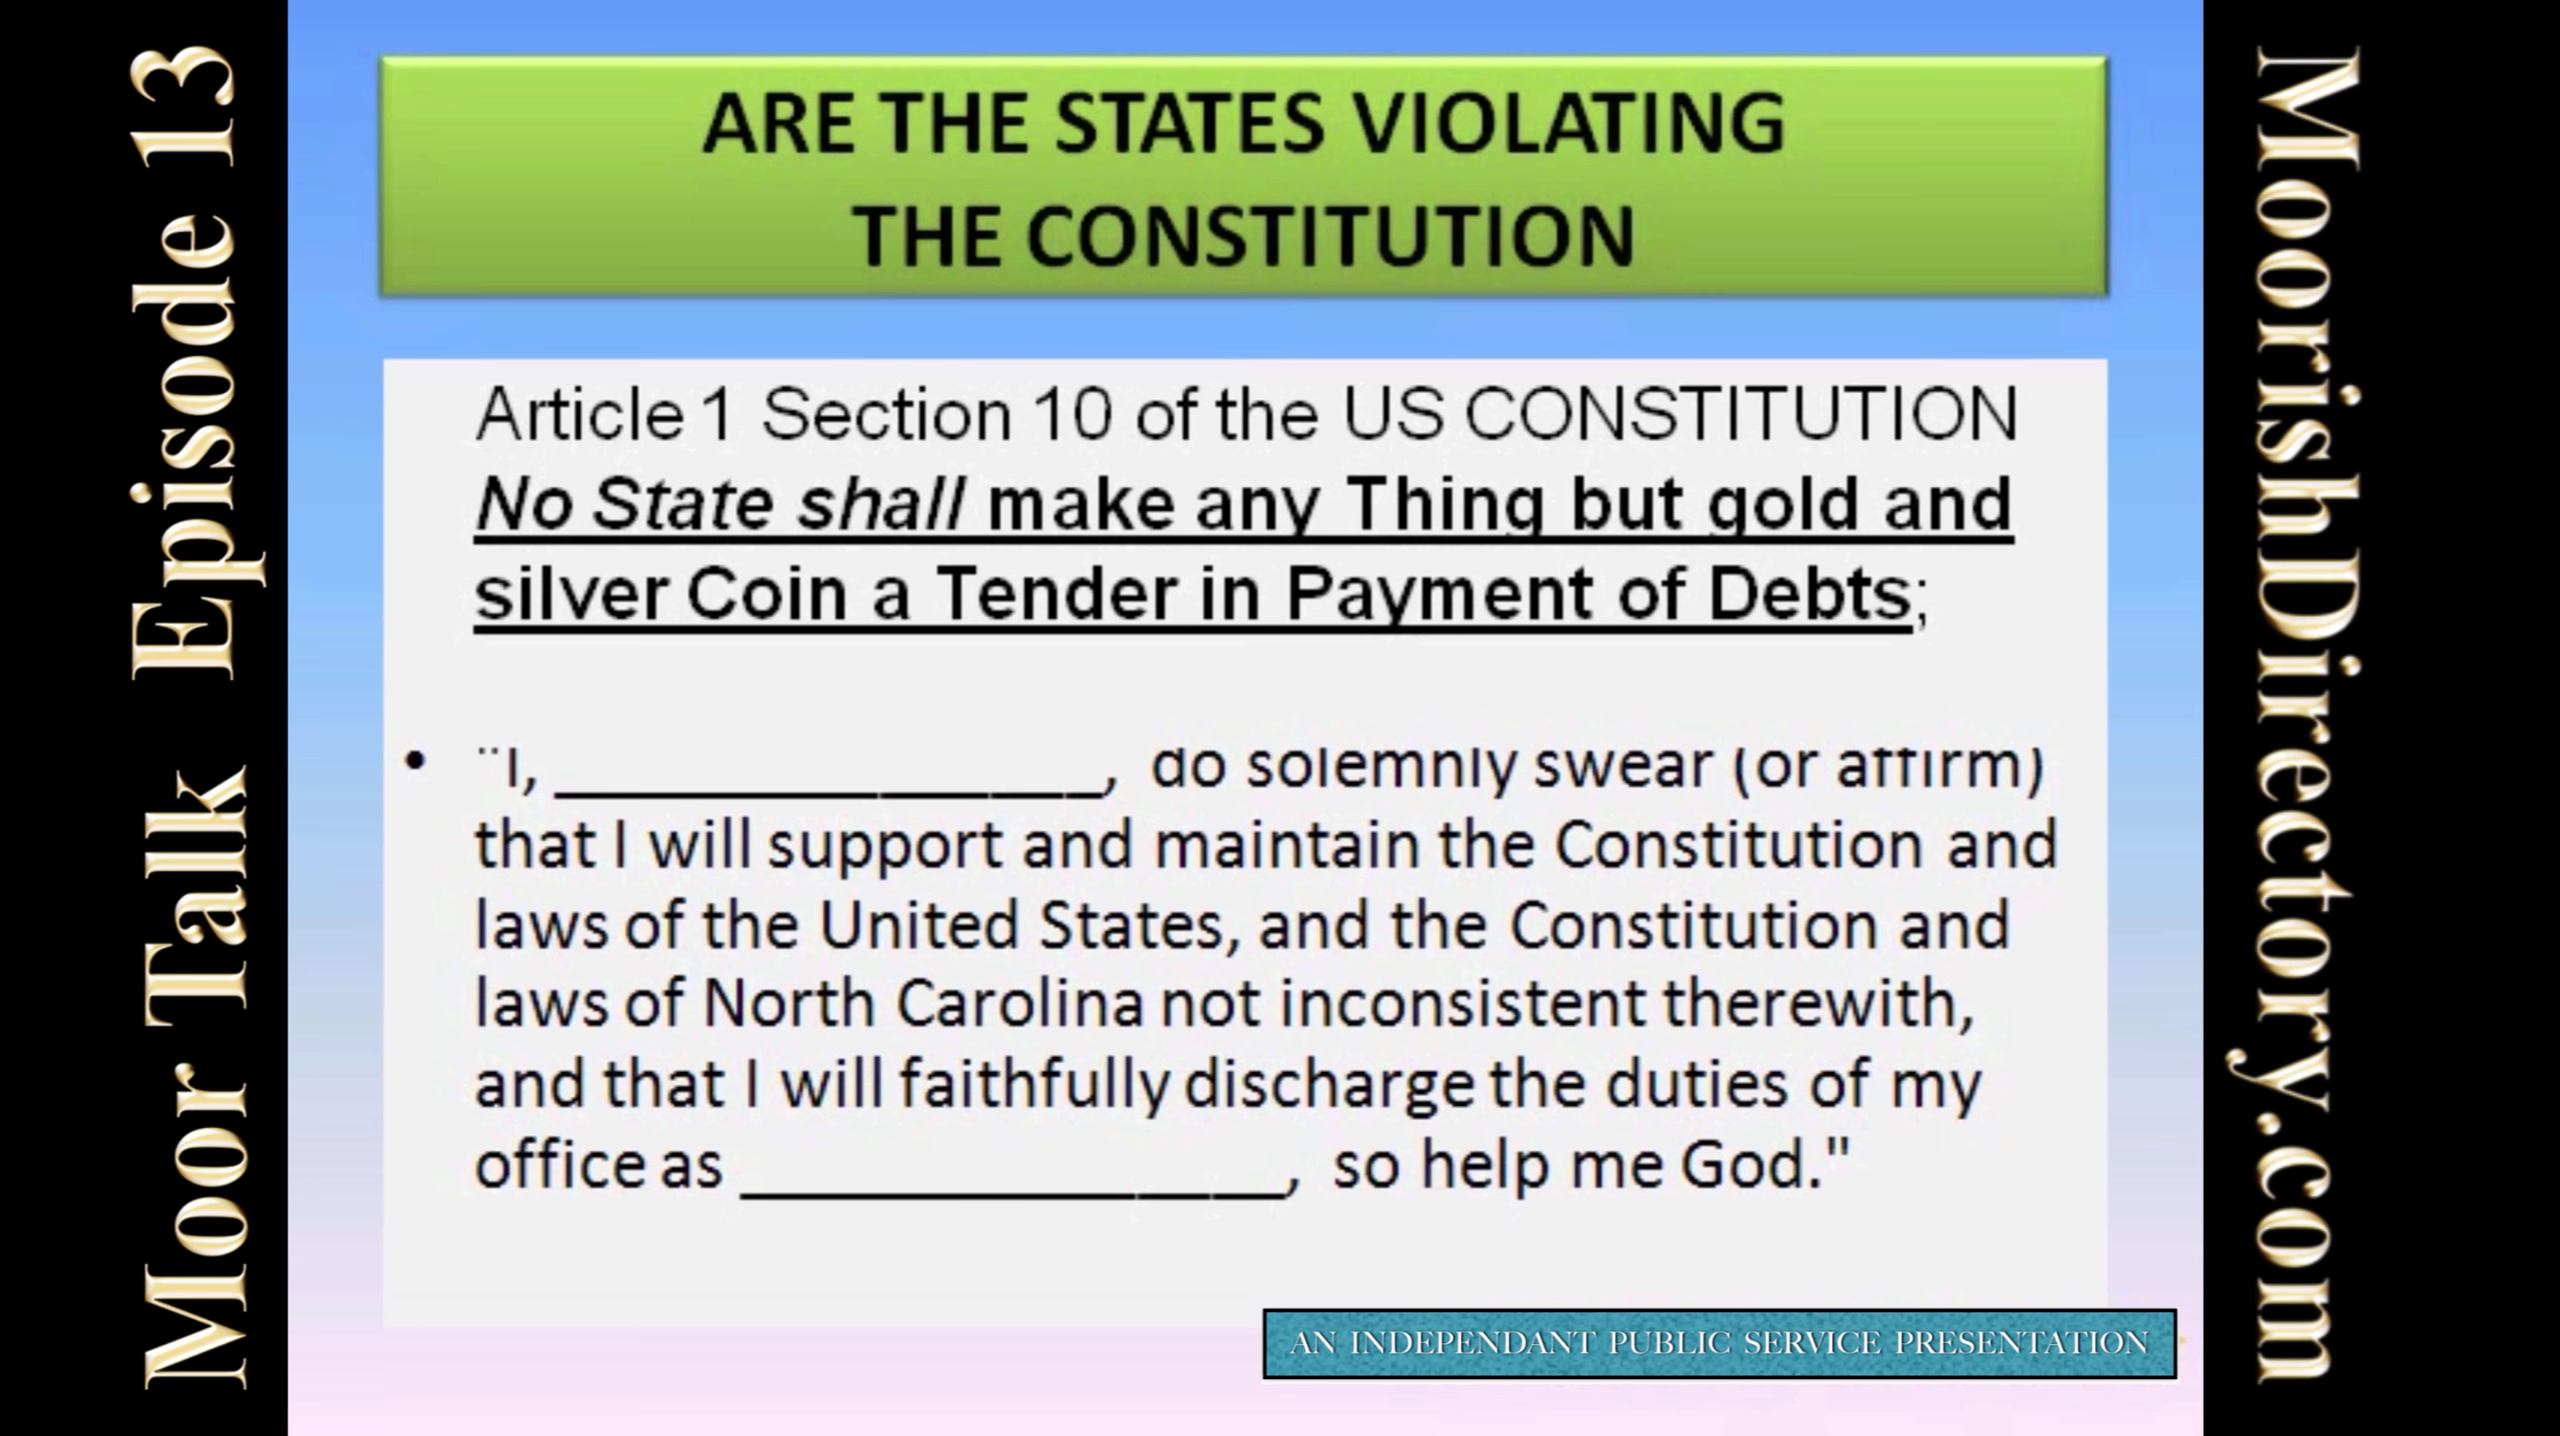 Moor Talk Episode 13
ARE THE STATES VIOLATING
THE CONSTITUTION
Article 1 Section 10 of the US CONSTITUTION
No State shall make any Thing but gold and
silver Coin a Tender in Payment of Debts;
• "I, _______________, do solemnly swear (or affirm)
that I will support and maintain the Constitution and
laws of the United States, and the Constitution and
laws of North Carolina not inconsistent therewith,
and that I will faithfully discharge the duties of my
office as _______________, so help me God."
AN INDEPENDANT PUBLIC SERVICE PRESENTATION
MoorishDirectory.com